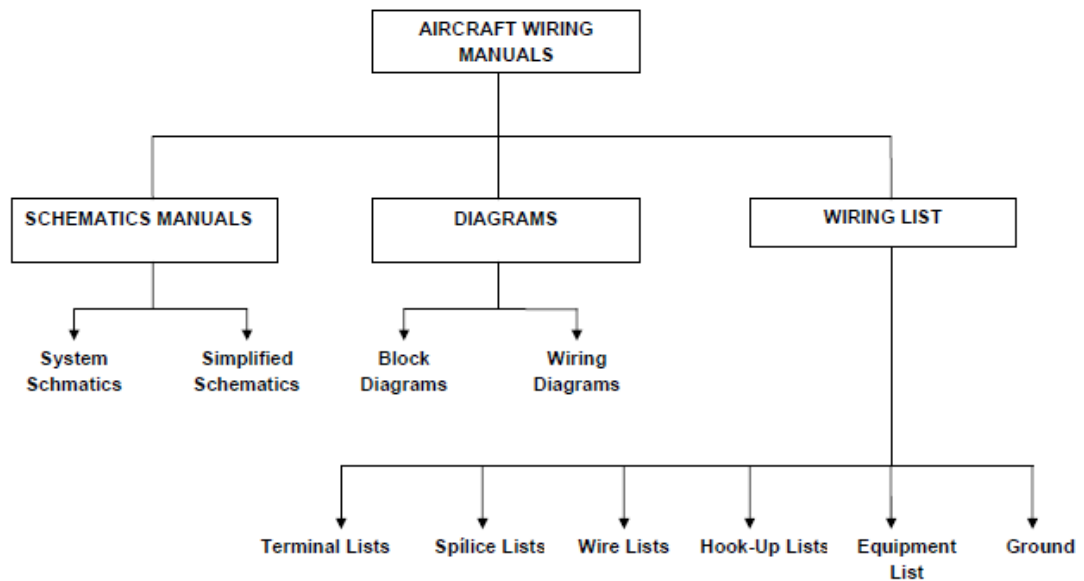 AIRCRAFT WIRING
MANUALS
SCHEMATICS MANUALS
DIAGRAMS
WIRING LIST
System
Schmatics
Simplified
Schematics
Block
Diagrams
Wiring
Diagrams
Terminal Lists
Spilice Lists
Wire Lists
Hook-Up Lists
Equipment
List
Ground